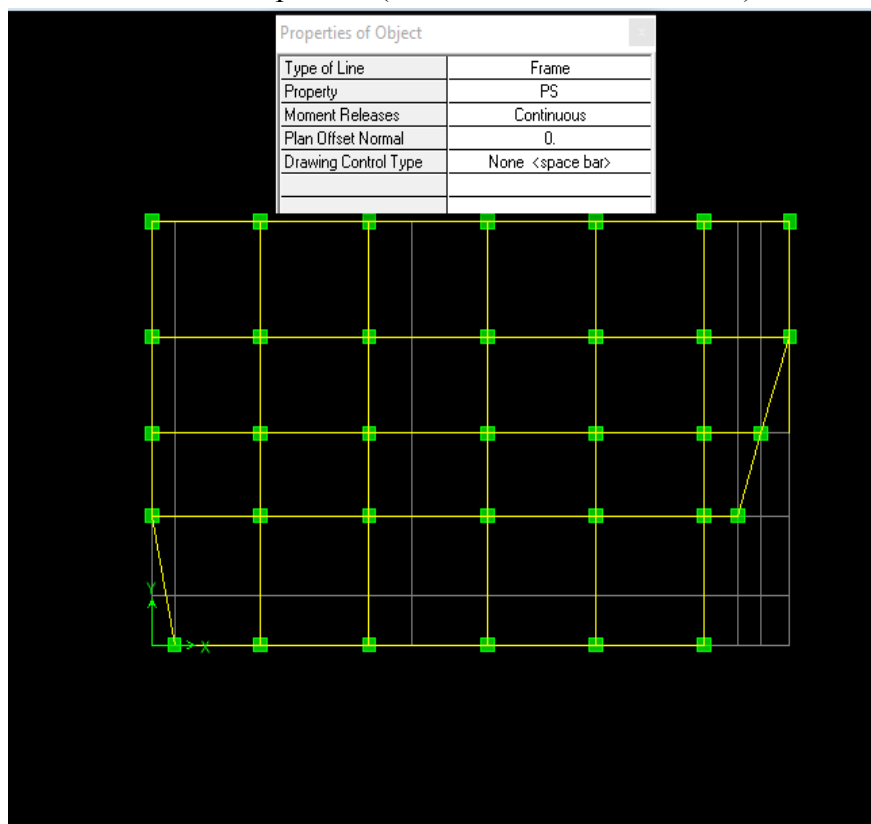 Properties of Object
Type of Line Frame
Property PS
Moment Releases Continuous
Plan Offset Normal 0.
Drawing Control Type None <space bar>
Y
X